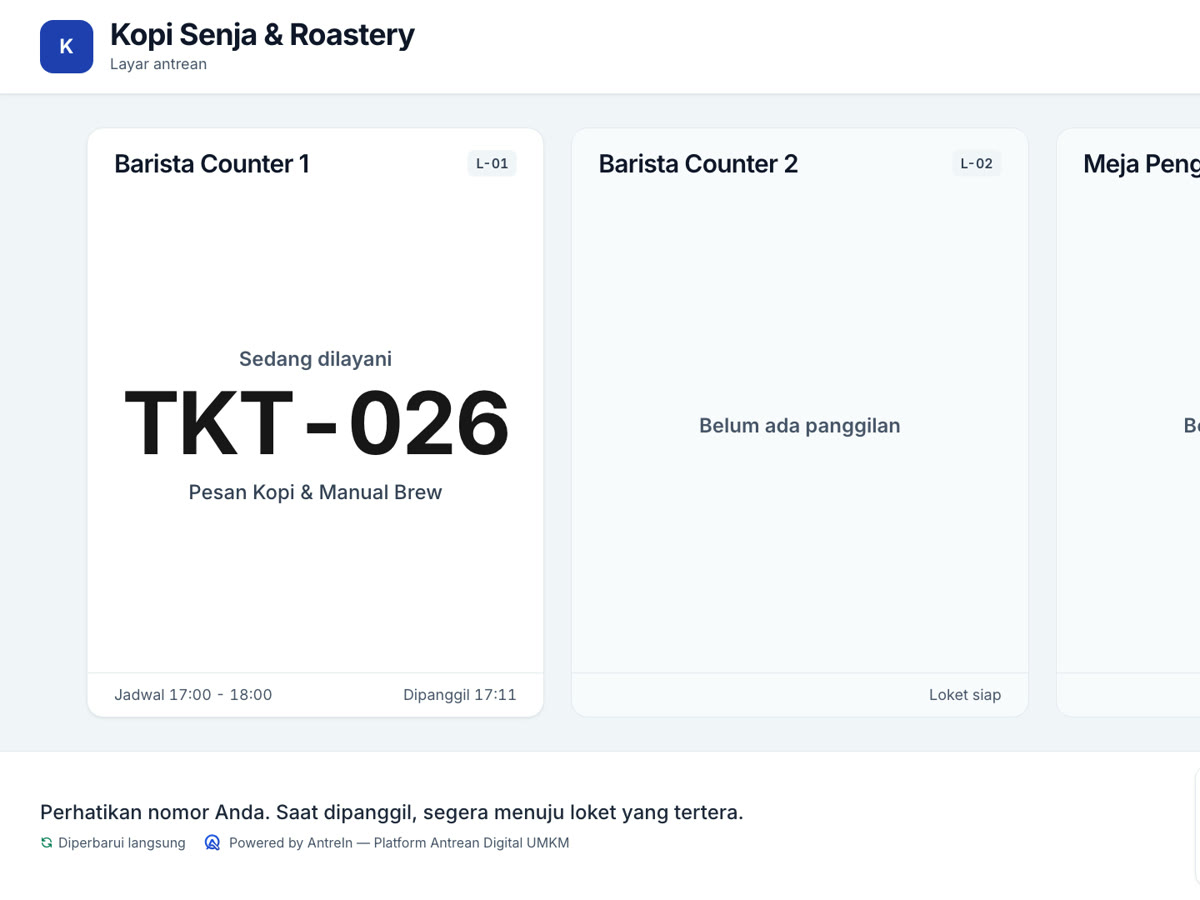 K
Kopi Senja & Roastery
Layar antrean
Barista Counter 1
L-01
Sedang dilayani
TKT-026
Pesan Kopi & Manual Brew
Jadwal 17:00 - 18:00
Dipanggil 17:11
Barista Counter 2
L-02
Belum ada panggilan
Loket siap
Meja
Perhatikan nomor Anda. Saat dipanggil, segera menuju loket yang tertera.
Diperbarui langsung
Powered by AntreIn — Platform Antrean Digital UMKM